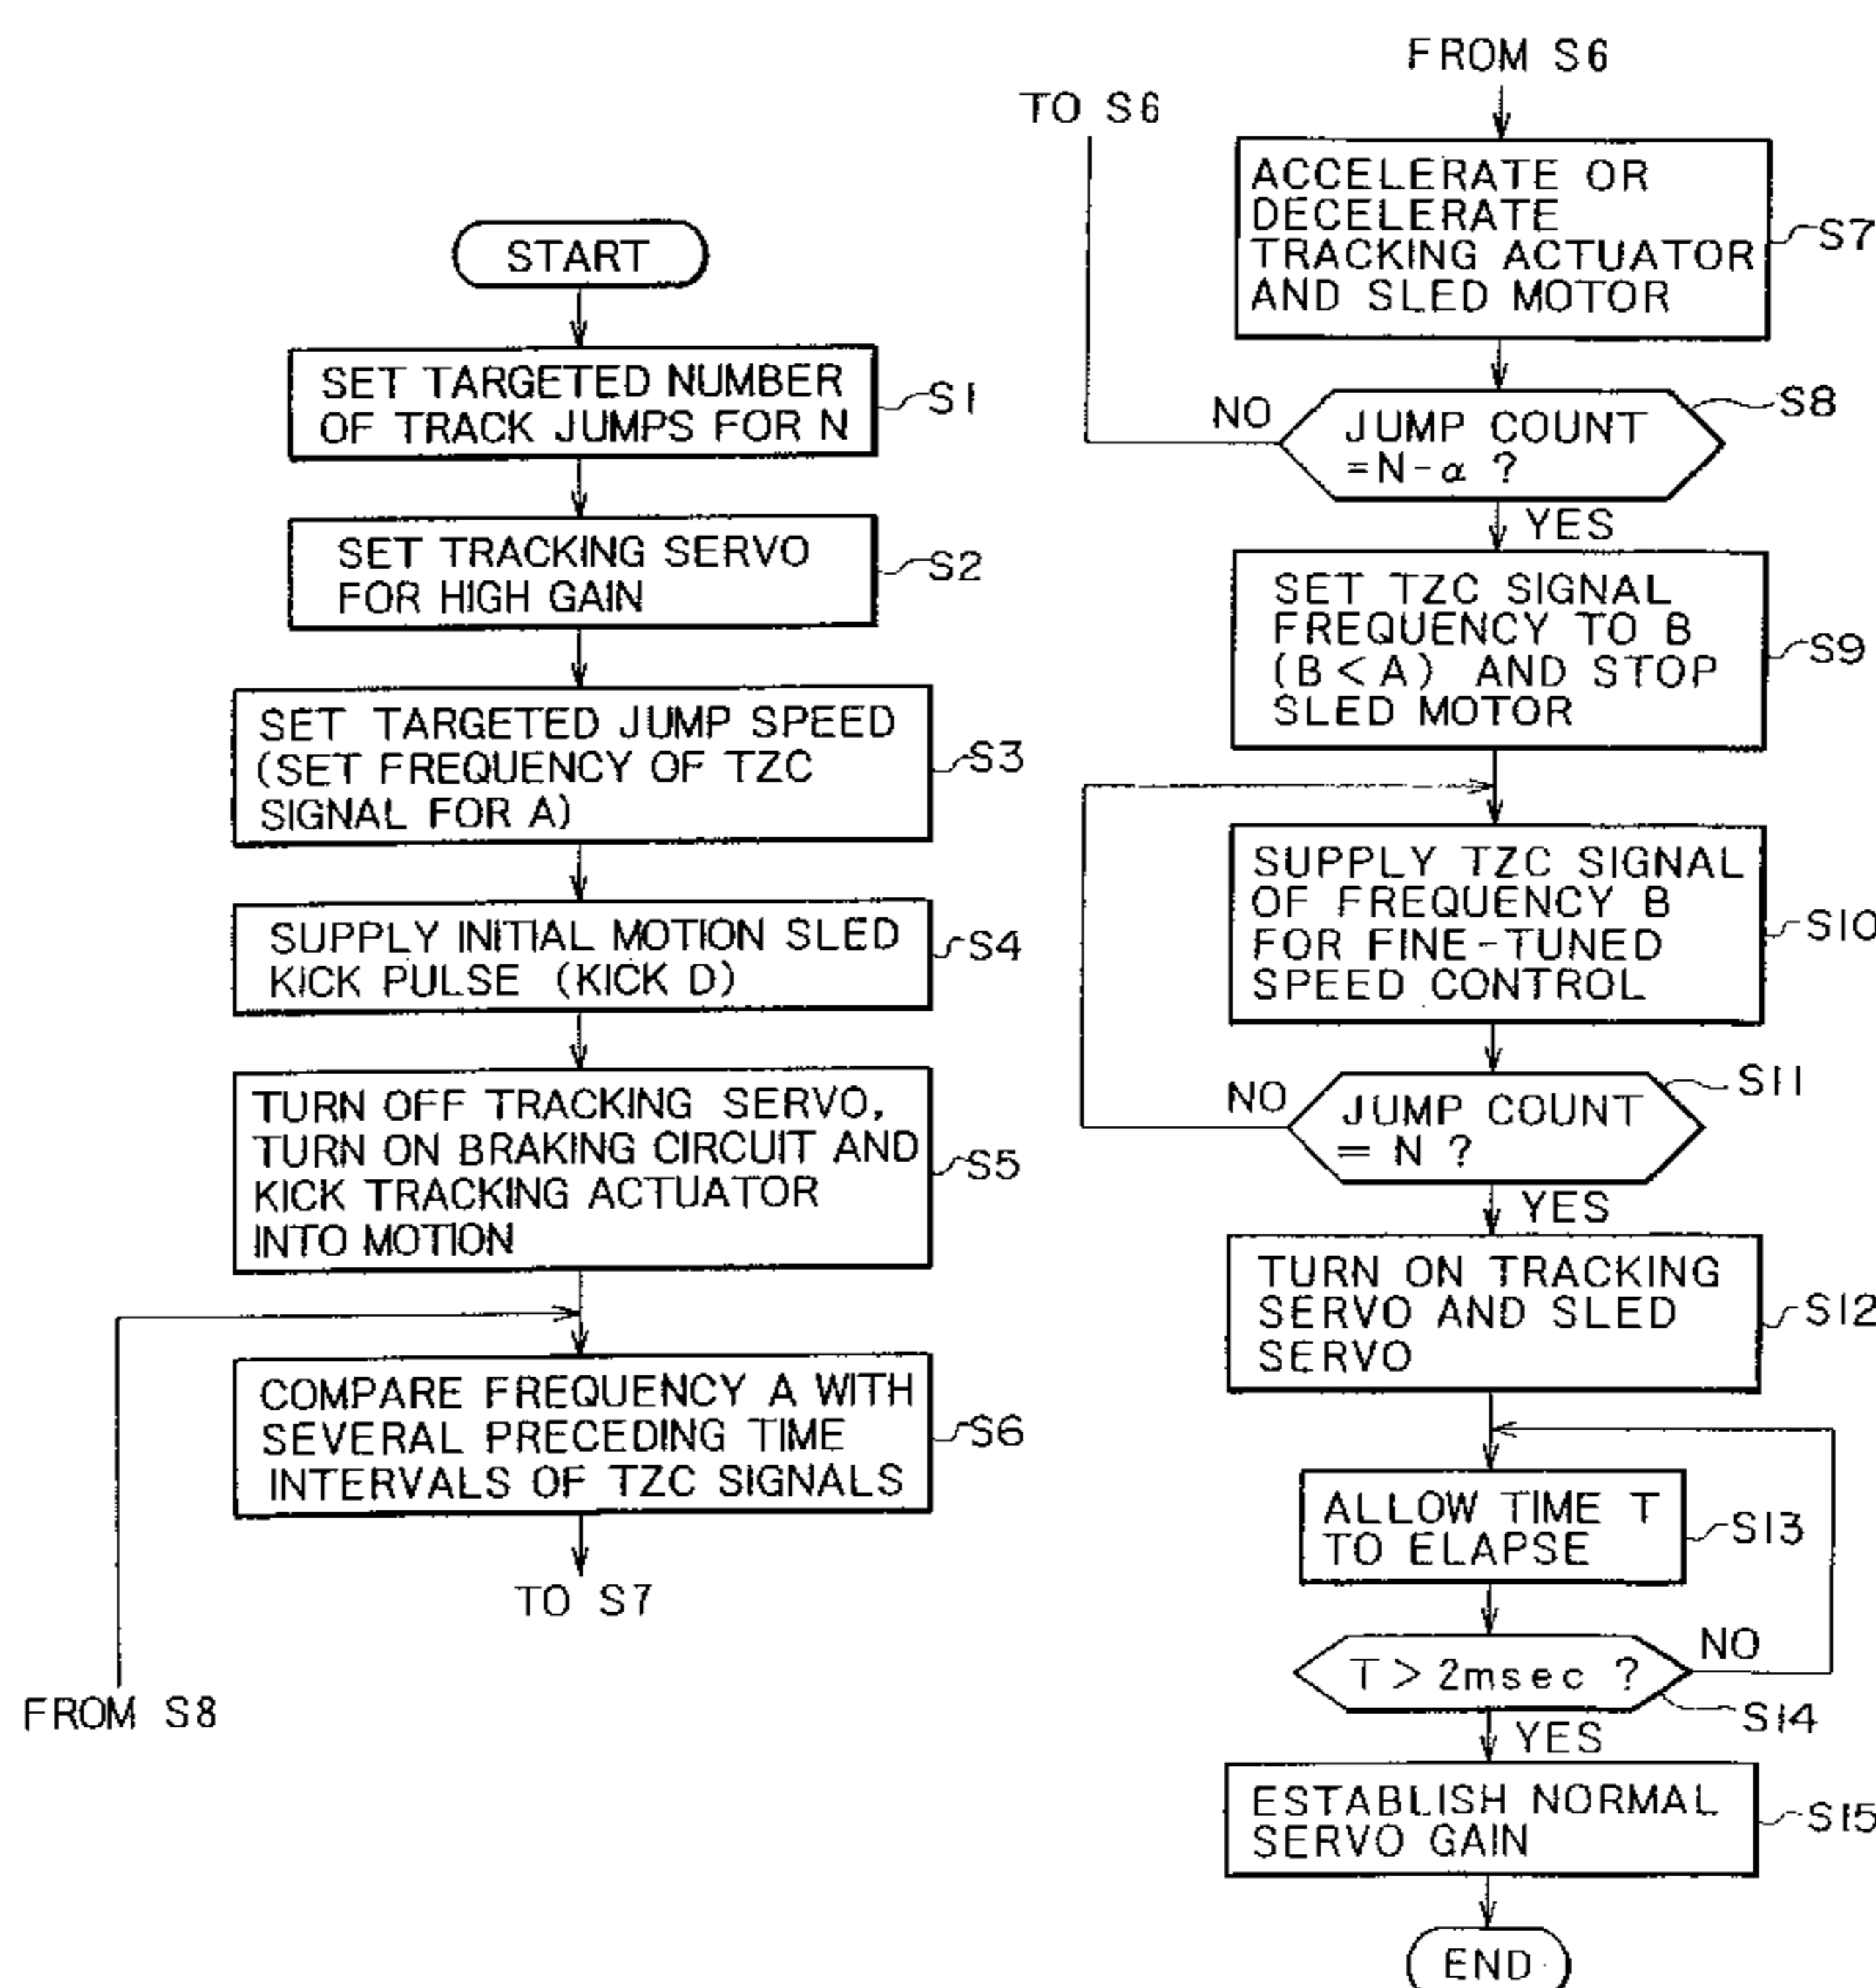 START
SET TARGETED NUMBER
OF TRACK JUMPS FOR N
S1
SET TRACKING SERVO
FOR HIGH GAIN
S2
SET TARGETED JUMP SPEED
(SET FREQUENCY OF TZC
SIGNAL FOR A)
S3
SUPPLY INITIAL MOTION SLED
KICK PULSE (KICK D)
S4
TURN OFF TRACKING SERVO,
TURN ON BRAKING CIRCUIT AND
KICK TRACKING ACTUATOR
INTO MOTION
S5
COMPARE FREQUENCY A WITH
SEVERAL PRECEDING TIME
INTERVALS OF TZC SIGNALS
S6
TO S7
FROM S8
FROM S6
TO S6
ACCELERATE OR
DECELERATE
TRACKING ACTUATOR
AND SLED MOTOR
S7
NO
JUMP COUNT
=N-α ?
S8
YES
SET TZC SIGNAL
FREQUENCY TO B
(B < A) AND STOP
SLED MOTOR
S9
SUPPLY TZC SIGNAL
OF FREQUENCY B
FOR FINE-TUNED
SPEED CONTROL
S10
NO
JUMP COUNT
= N ?
S11
YES
TURN ON TRACKING
SERVO AND SLED
SERVO
S12
ALLOW TIME T
TO ELAPSE
S13
T > 2msec ?
NO
S14
YES
ESTABLISH NORMAL
SERVO GAIN
S15
END